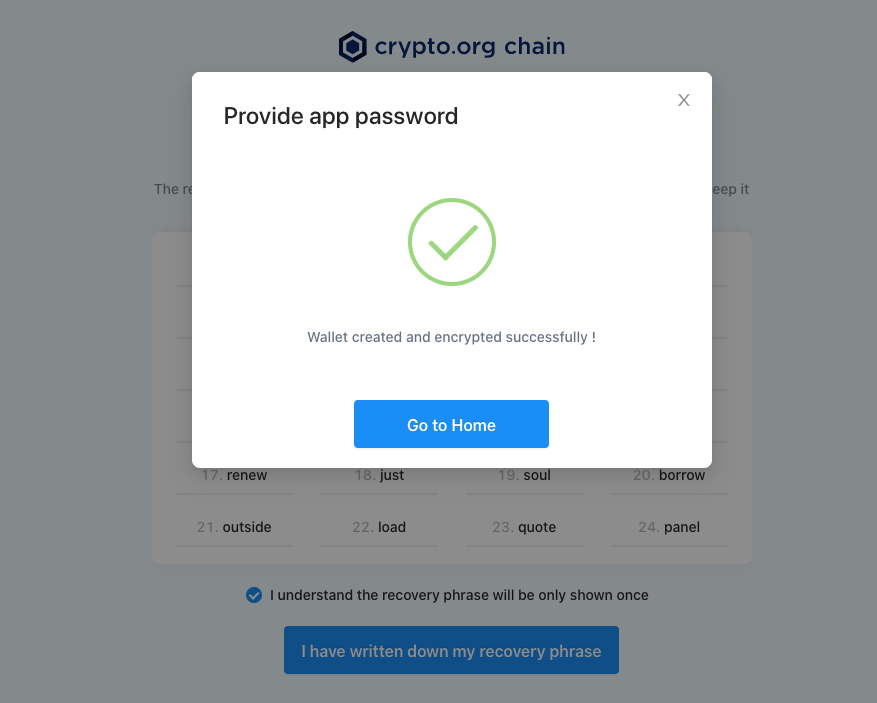 crypto.org chain
Provide app password
X
The re
eep it
Wallet created and encrypted successfully !
Go to Home
17. renew 18. just 19. soul 20. borrow
21. outside 22. load 23. quote 24. panel
I understand the recovery phrase will be only shown once
I have written down my recovery phrase